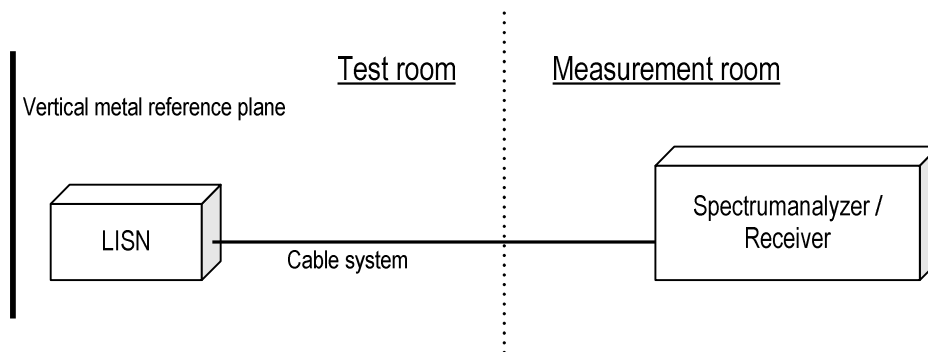 Test room
Measurement room
Vertical metal reference plane
LISN
Cable system
Spectrumanalyzer /
Receiver